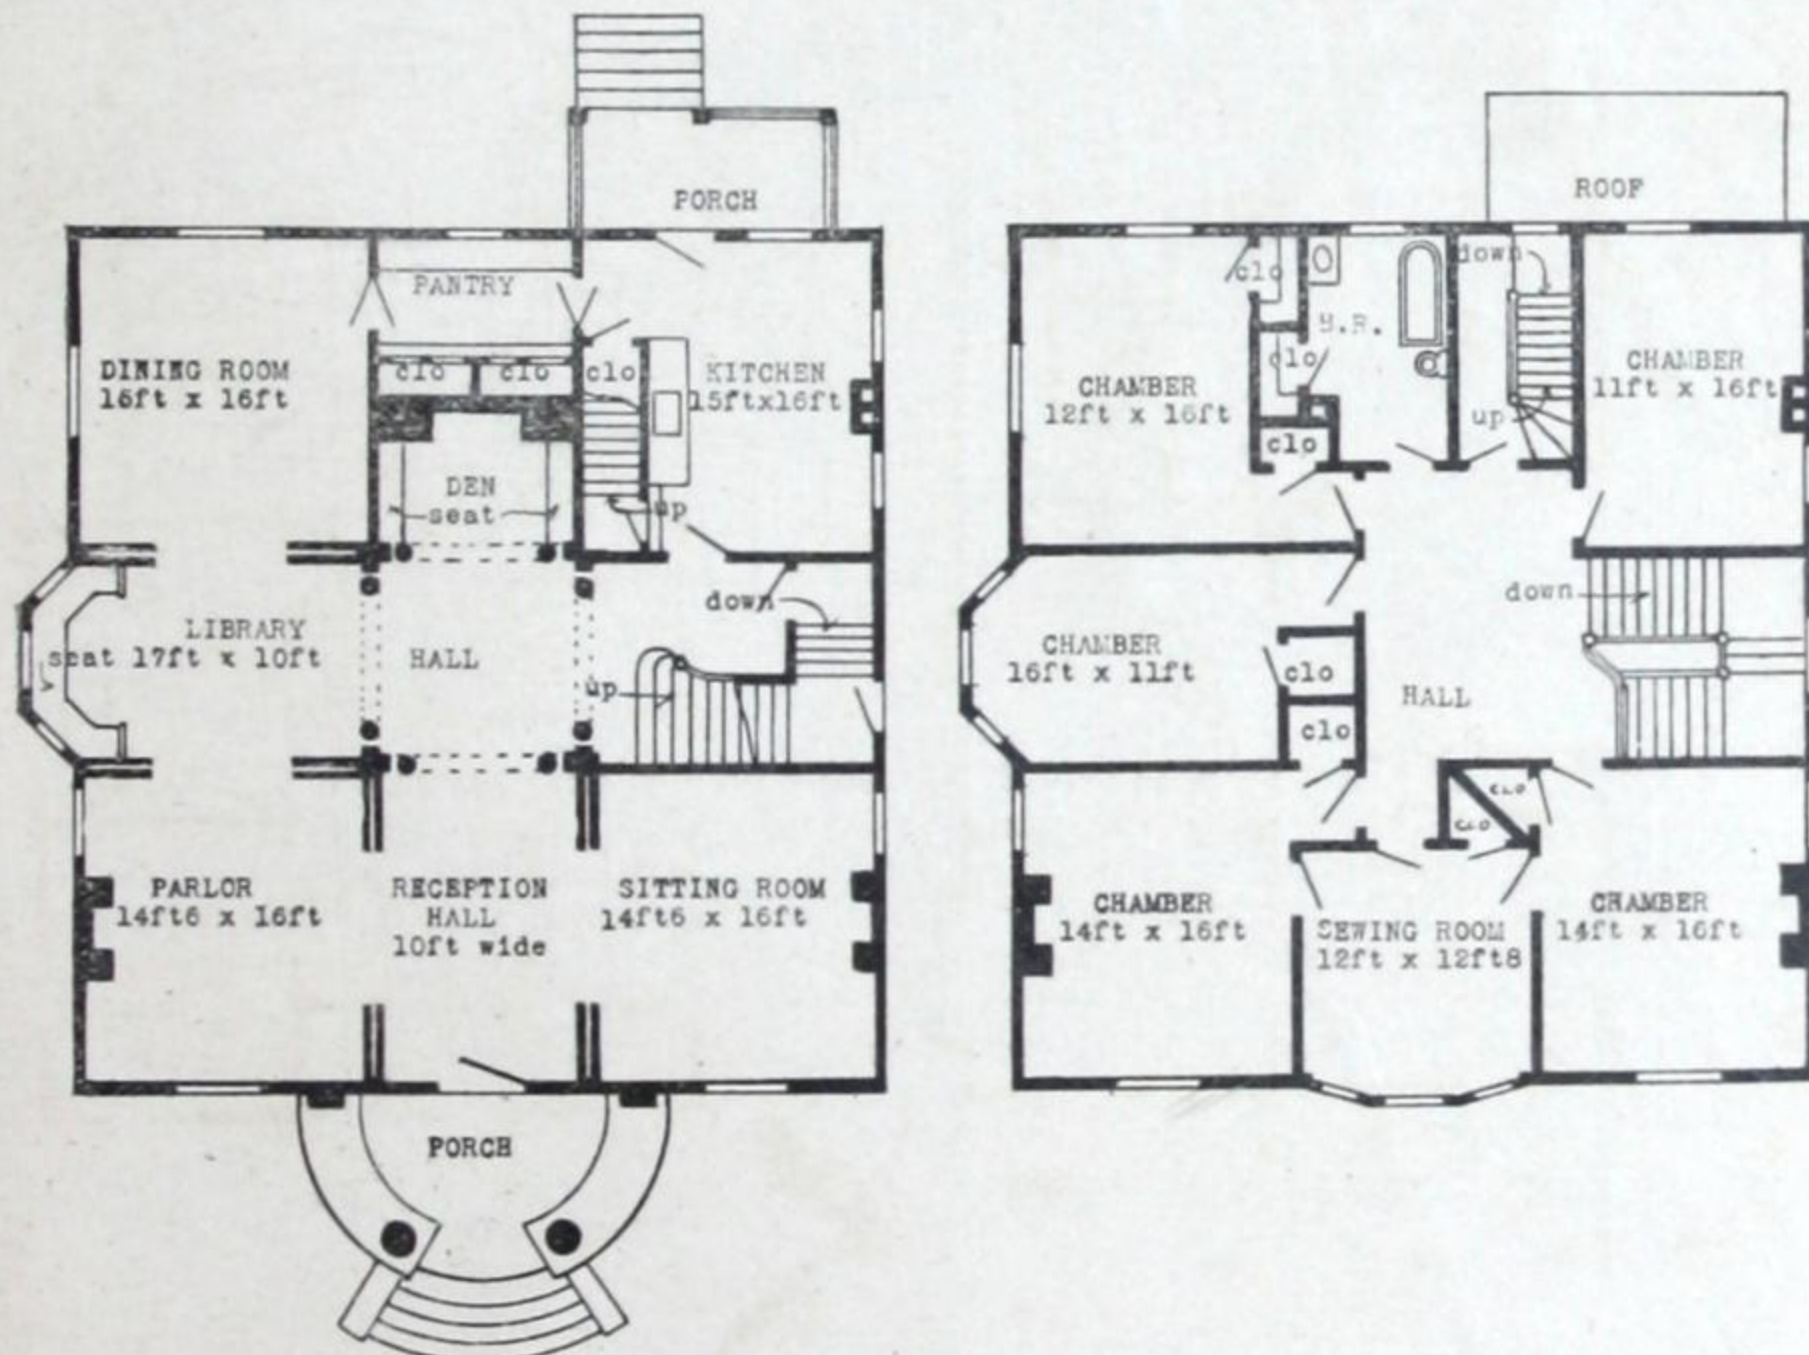 PORCH
PANTRY
DINING ROOM
16ft x 16ft
clo
clo
clo
KITCHEN
15ftx16ft
DEN
seat
up
down
LIBRARY
seat 17ft x 10ft
HALL
up
PARLOR
14ft6 x 16ft
RECEPTION
HALL
10ft wide
SITTING ROOM
14ft6 x 16ft
PORCH
ROOF
clo
down
B.R.
clo
CHAMBER
12ft x 16ft
CHAMBER
11ft x 16ft
up
clo
down
CHAMBER
16ft x 11ft
clo
HALL
clo
clo
clo
CHAMBER
14ft x 16ft
SEWING ROOM
12ft x 12ft8
CHAMBER
14ft x 16ft